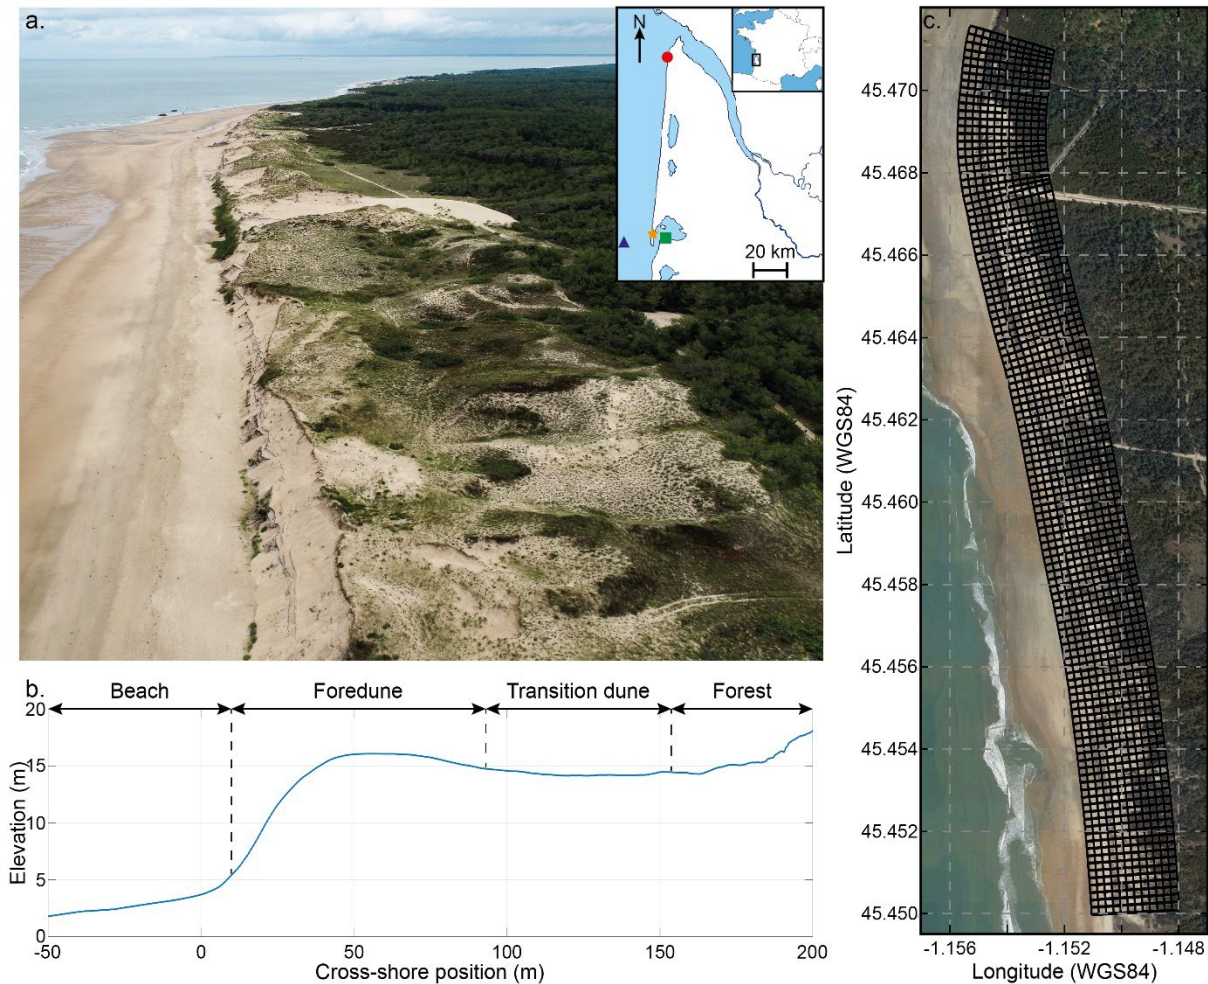 a.
N
20 km
b.
Beach
Foredune
Transition dune
Forest
20
15
10
5
0
Elevation (m)
-50
0
50
100
150
200
Cross-shore position (m)
c.
45.470
45.468
45.466
45.464
45.462
45.460
45.458
45.456
45.454
45.452
45.450
Latitude (WGS84)
-1.156
-1.152
-1.148
Longitude (WGS84)